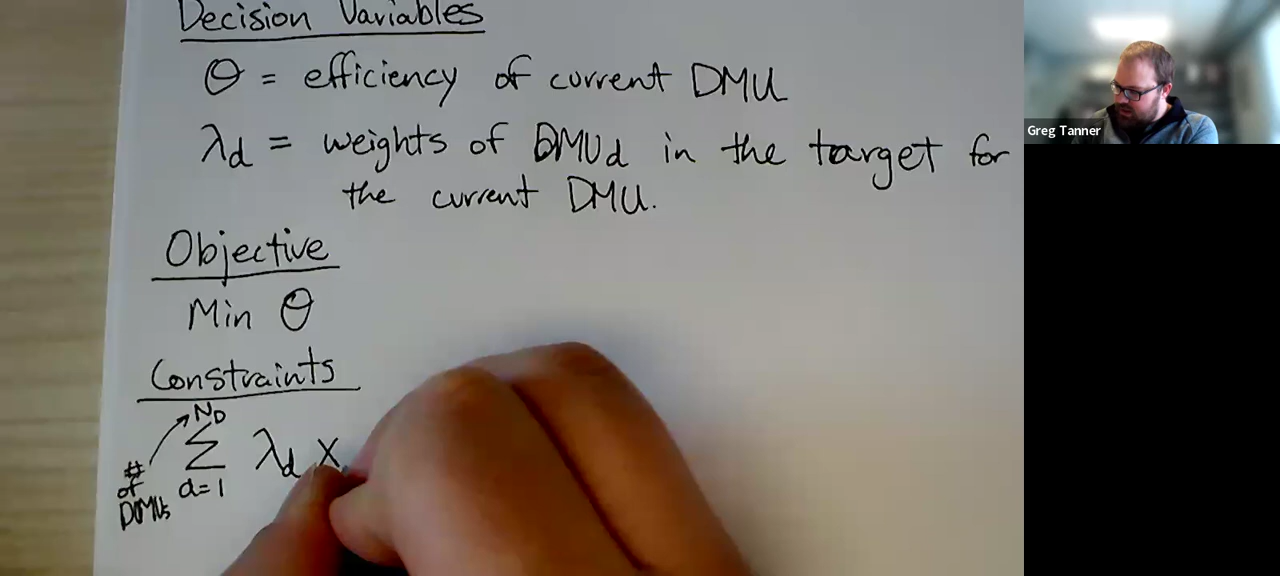 Decision Variables
θ = efficiency of current DMU
λd = weights of DMUd in the target for
the current DMU.
Objective
Min θ
Constraints
ND
∑ λd x
d=1
#
of
DMUs
Greg Tanner